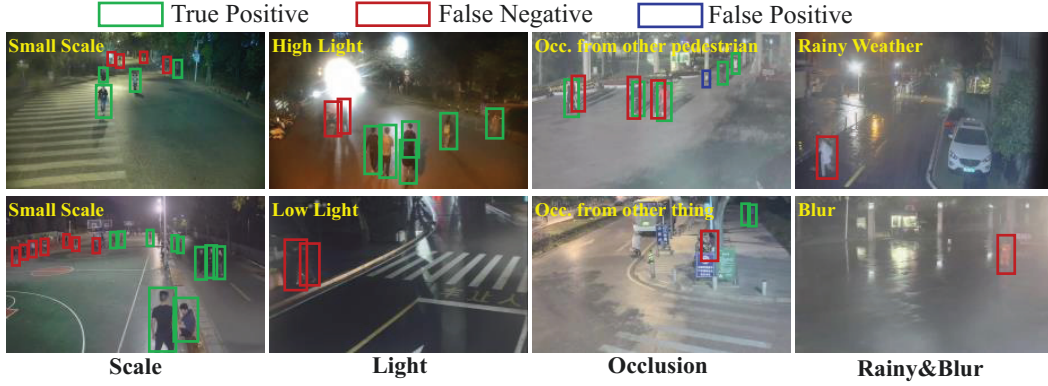 True Positive False Negative False Positive
Small Scale High Light Occ. from other pedestrian Rainy Weather
Small Scale Low Light Occ. from other thing Blur
Scale Light Occlusion Rainy&Blur